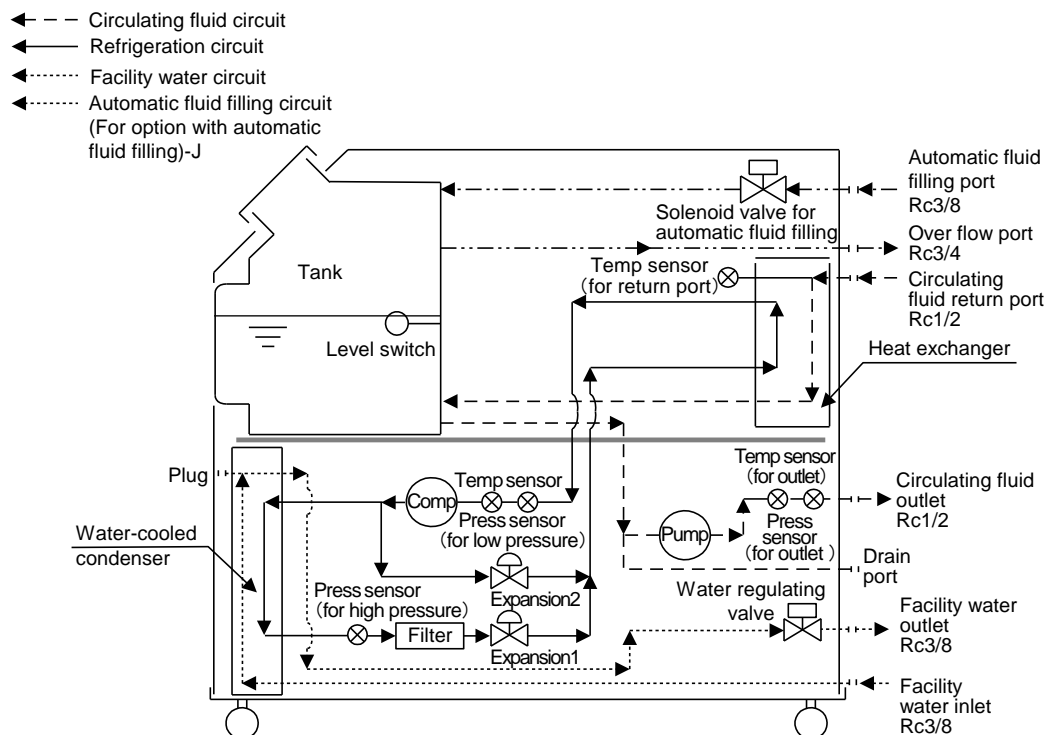 Circulating fluid circuit
Refrigeration circuit
Facility water circuit
Automatic fluid filling circuit
(For option with automatic
fluid filling)-J
Automatic fluid
filling port
Rc3/8
Solenoid valve for
automatic fluid filling
Over flow port
Rc3/4
Tank
Temp sensor
(for return port)
Circulating
fluid return port
Rc1/2
Level switch
Heat exchanger
Plug
Comp
Temp sensor
Press sensor
(for low pressure)
Temp sensor
(for outlet)
Circulating fluid
outlet
Rc1/2
Pump
Press
sensor
(for outlet)
Water-cooled
condenser
Drain
port
Press sensor
(for high pressure)
Expansion2
Water regulating
valve
Facility water
outlet
Rc3/8
Filter
Expansion1
Facility
water inlet
Rc3/8